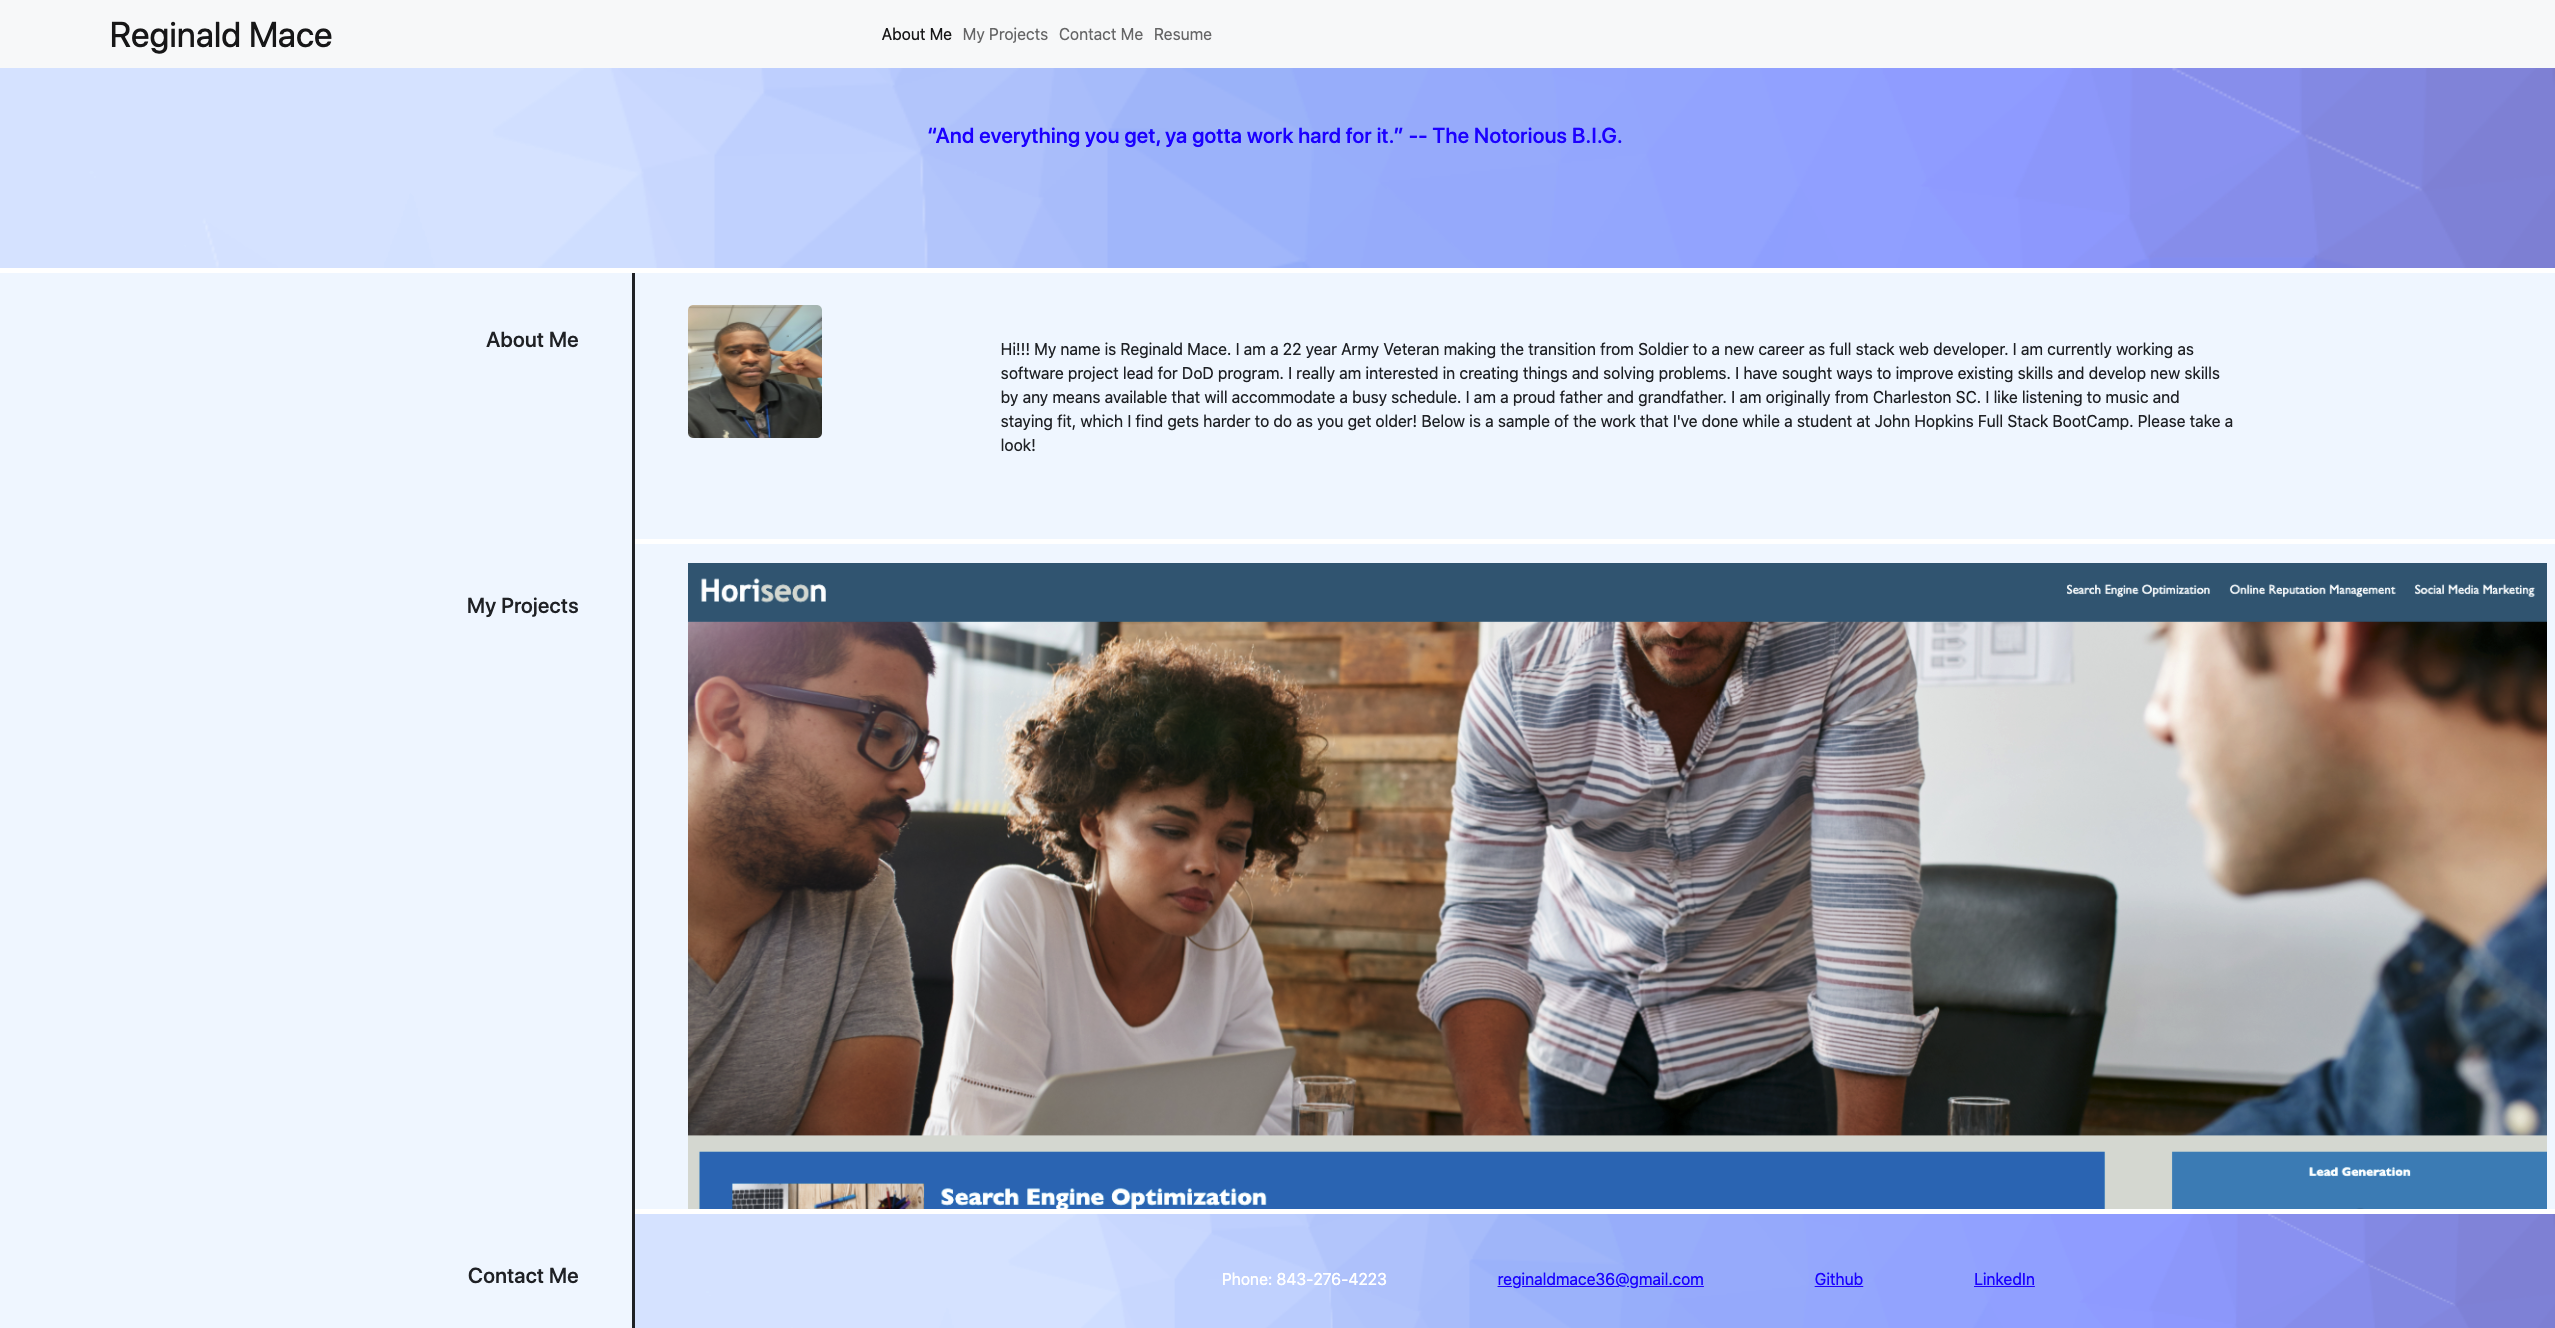 Reginald Mace
About Me My Projects Contact Me Resume
“And everything you get, ya gotta work hard for it.” -- The Notorious B.I.G.
About Me
Hi!!! My name is Reginald Mace. I am a 22 year Army Veteran making the transition from Soldier to a new career as full stack web developer. I am currently working as
software project lead for DoD program. I really am interested in creating things and solving problems. I have sought ways to improve existing skills and develop new skills
by any means available that will accommodate a busy schedule. I am a proud father and grandfather. I am originally from Charleston SC. I like listening to music and
staying fit, which I find gets harder to do as you get older! Below is a sample of the work that I've done while a student at John Hopkins Full Stack BootCamp. Please take a
look!
My Projects
Horiseon
Search Engine Optimization Online Reputation Management Social Media Marketing
Search Engine Optimization
Lead Generation
Contact Me
Phone: 843-276-4223 reginaldmace36@gmail.com Github LinkedIn